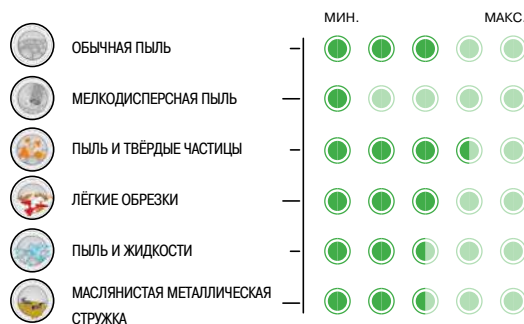 МИН. МАКС.
ОБЫЧНАЯ ПЫЛЬ
МЕЛКОДИСПЕРСНАЯ ПЫЛЬ
ПЫЛЬ И ТВЁРДЫЕ ЧАСТИЦЫ
ЛЁГКИЕ ОБРЕЗКИ
ПЫЛЬ И ЖИДКОСТИ
МАСЛЯНИСТАЯ МЕТАЛЛИЧЕСКАЯ
СТРУЖКА